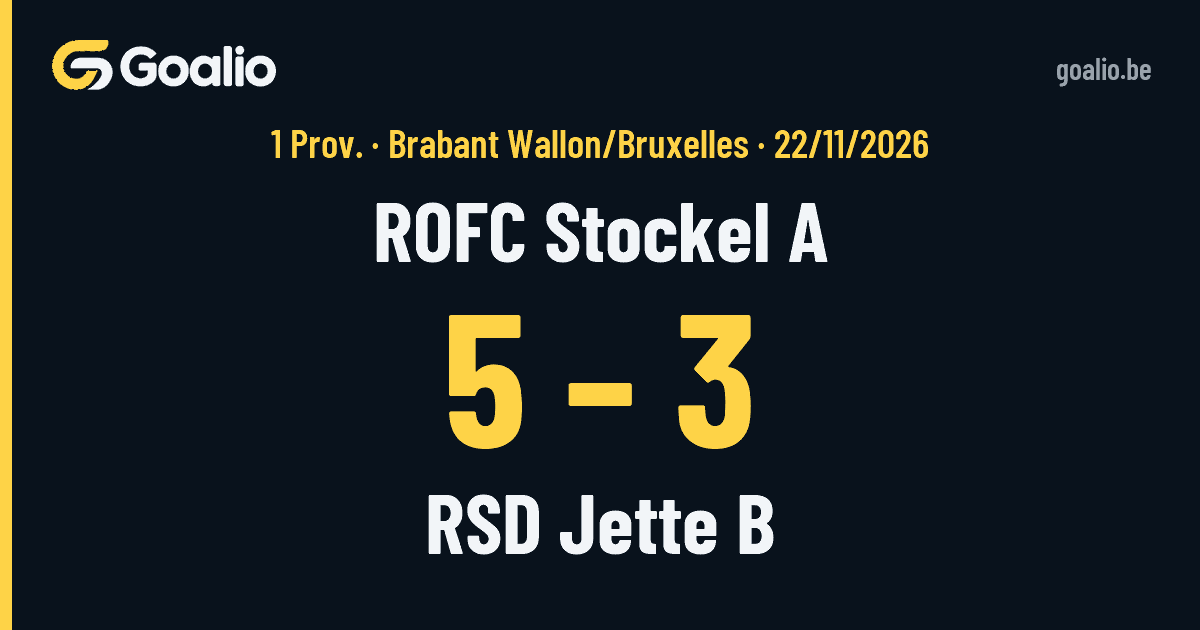 Goalio
goalio.be
1 Prov. · Brabant Wallon/Bruxelles · 22/11/2026
ROFC Stockel A
5 – 3
RSD Jette B